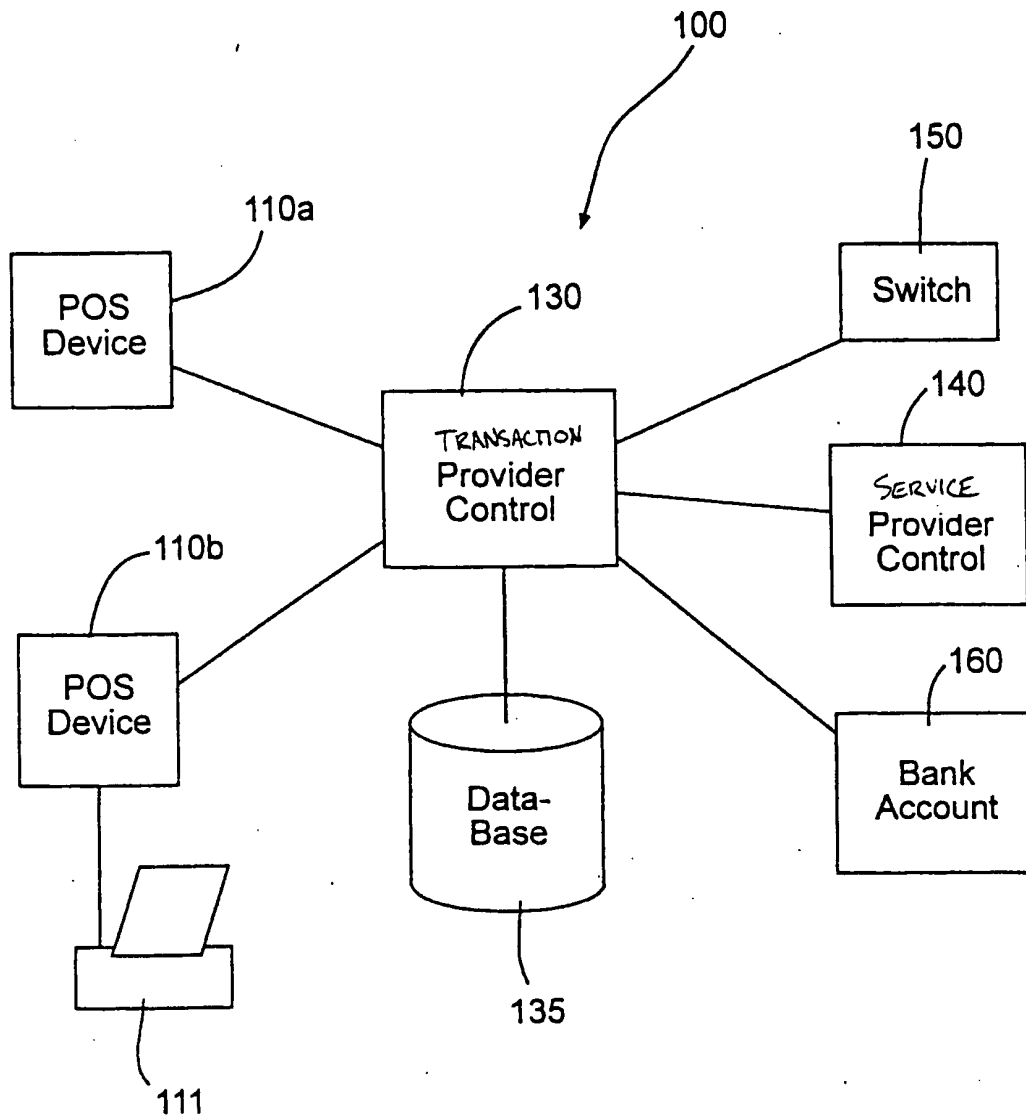 100
150
110a
POS
Device
130
Switch
140
TRANSACTION
Provider
Control
SERVICE
Provider
Control
110b
POS
Device
160
Data-
Base
Bank
Account
135
111